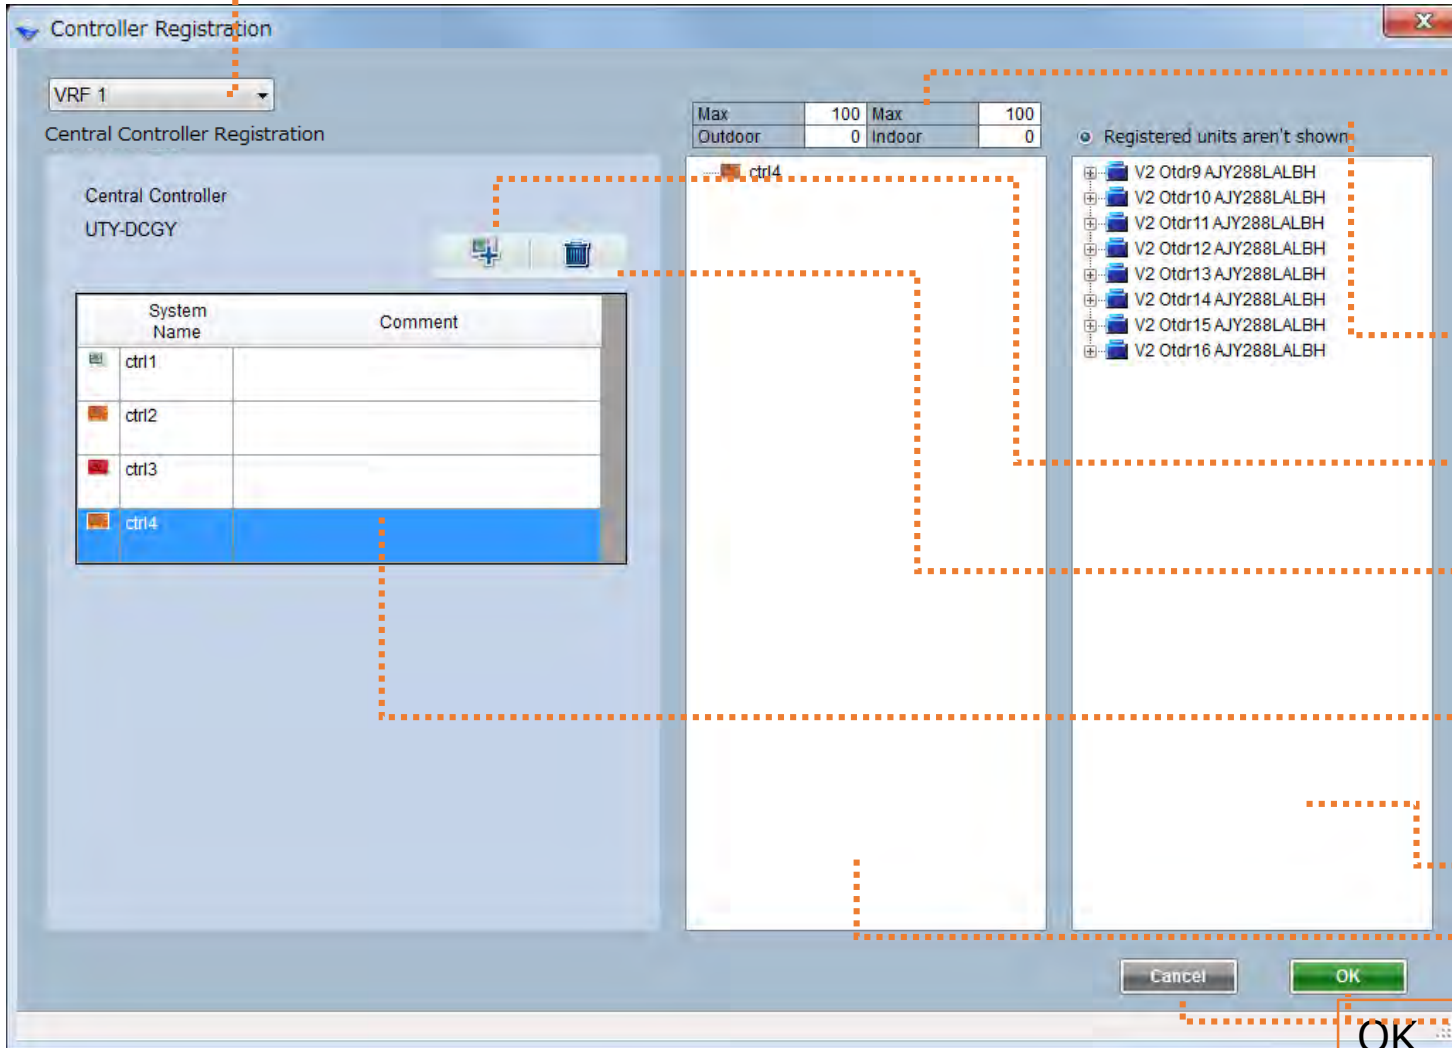 Controller Registration
VRF 1
Central Controller Registration
Central Controller
UTY-DCGY
System Name Comment
ctrl1
ctrl2
ctrl3
ctrl4
Max 100 Max 100
Outdoor 0 Indoor 0
ctrl4
Registered units aren't shown
V2 Otdr9 AJY288LALBH
V2 Otdr10 AJY288LALBH
V2 Otdr11 AJY288LALBH
V2 Otdr12 AJY288LALBH
V2 Otdr13 AJY288LALBH
V2 Otdr14 AJY288LALBH
V2 Otdr15 AJY288LALBH
V2 Otdr16 AJY288LALBH
Cancel OK
OK